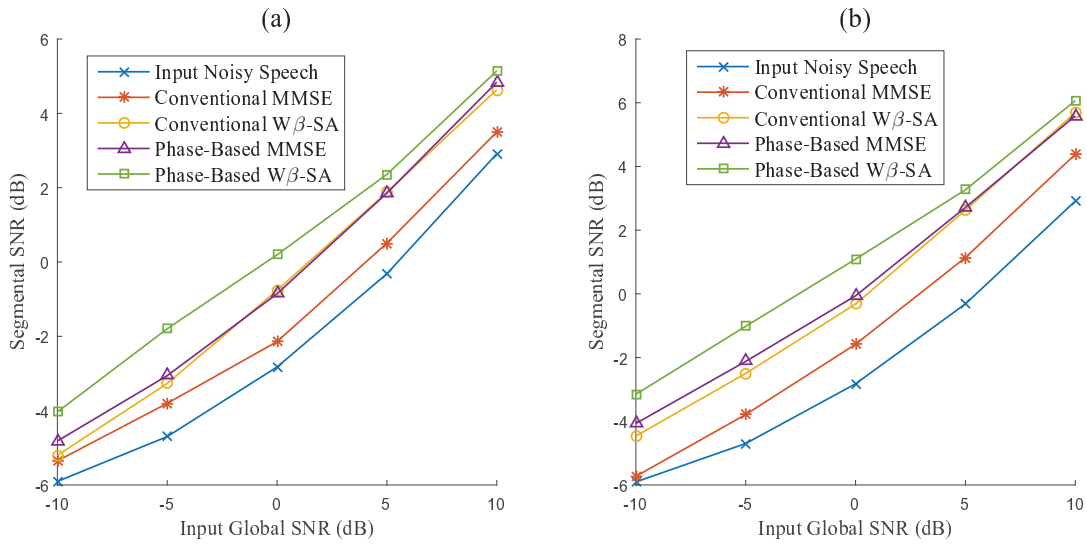 (a)
6
4
2
0
-2
-4
-6
-10
-5
0
5
10
Segmental SNR (dB)
Input Global SNR (dB)
Input Noisy Speech
Conventional MMSE
Conventional Wβ-SA
Phase-Based MMSE
Phase-Based Wβ-SA
(b)
8
6
4
2
0
-2
-4
-6
-10
-5
0
5
10
Segmental SNR (dB)
Input Global SNR (dB)
Input Noisy Speech
Conventional MMSE
Conventional Wβ-SA
Phase-Based MMSE
Phase-Based Wβ-SA